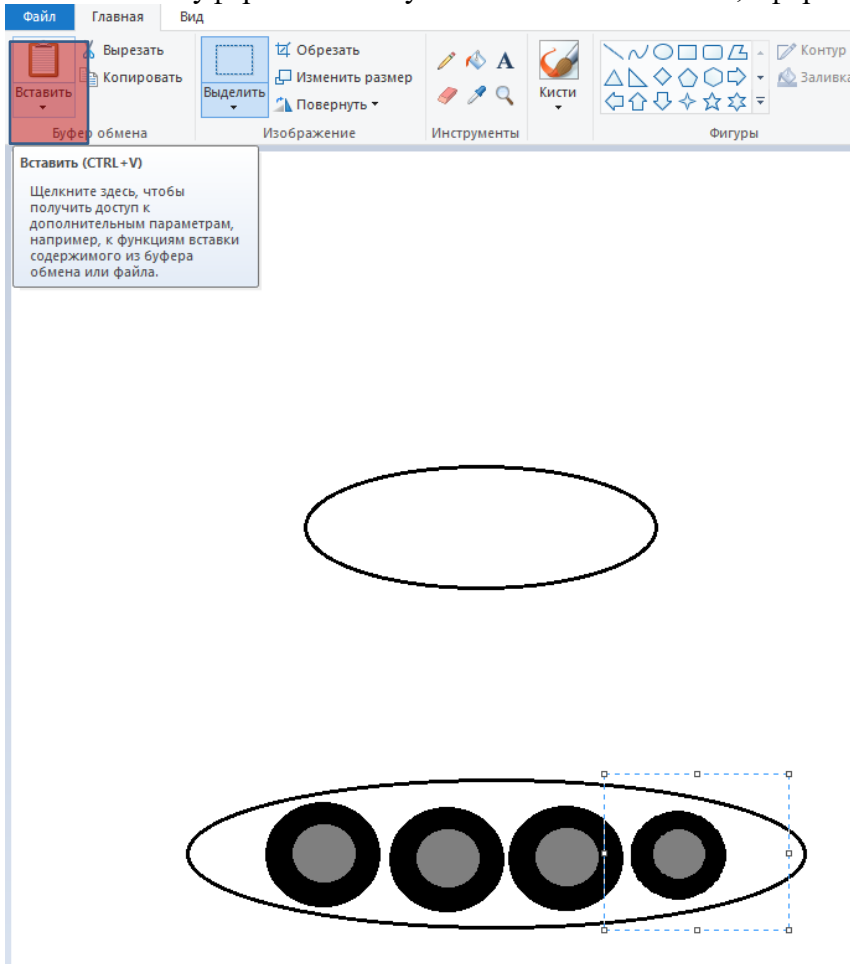 Файл Главная Вид
Вставить
Вырезать
Копировать
Буфер обмена
Выделить
Обрезать
Изменить размер
Повернуть
Изображение
A
Инструменты
Кисти
Фигуры
Контур
Заливка
Вставить (CTRL+V)
Щелкните здесь, чтобы
получить доступ к
дополнительным параметрам,
например, к функциям вставки
содержимого из буфера
обмена или файла.